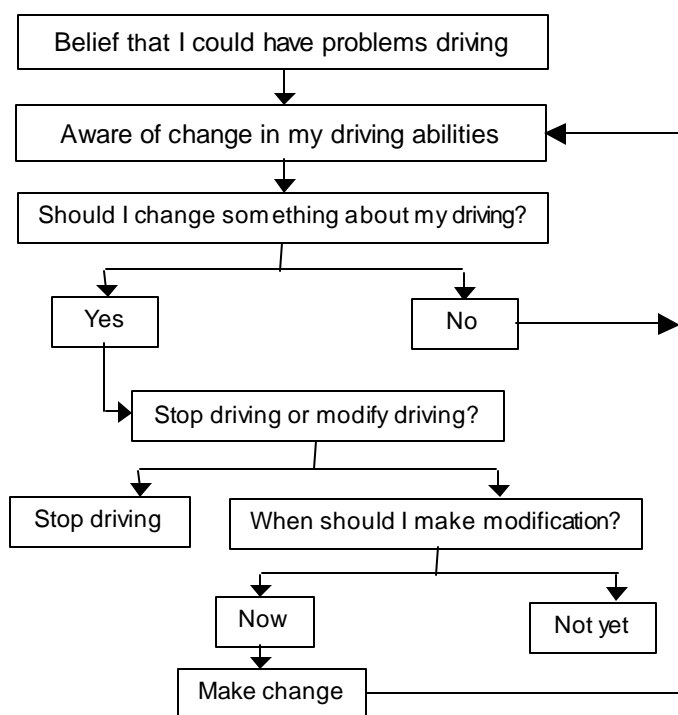 Belief that I could have problems driving
Aware of change in my driving abilities
Should I change something about my driving?
Yes
No
Stop driving or modify driving?
Stop driving
When should I make modification?
Now
Not yet
Make change